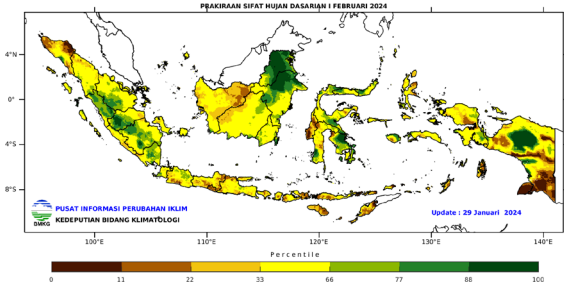 PRAKIRAAN SIFAT HUJAN DASARIAN I FEBRUARI 2024
4°N
0°
4°S
8°S
BMKG
PUSAT INFORMASI PERUBAHAN IKLIM
KEDEPUTIAN BIDANG KLIMATOLOGI
Update : 29 Januari 2024
100°E 110°E 120°E 130°E 140°E
Percentile
0 11 22 33 66 77 88 100